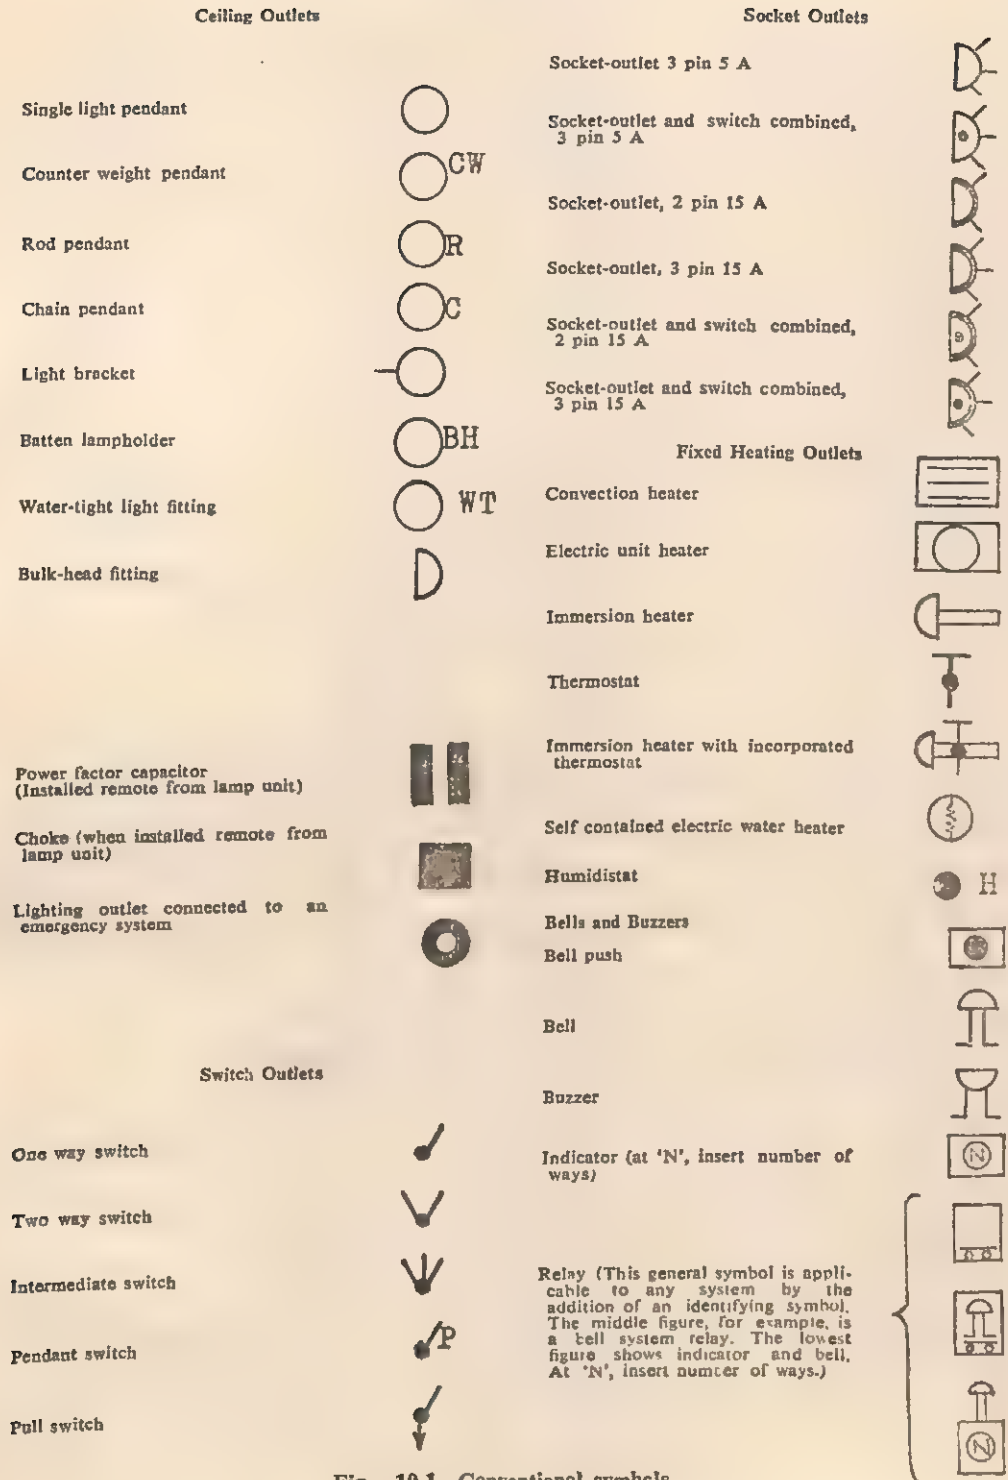 Ceiling Outlets
Single light pendant
Counter weight pendant
CW
Rod pendant
R
Chain pendant
C
Light bracket
Batten lampholder
BH
Water-tight light fitting
WT
Bulk-head fitting
Power factor capacitor
(Installed remote from lamp unit)
Choke (when installed remote from
lamp unit)
Lighting outlet connected to an
emergency system
Switch Outlets
One way switch
Two way switch
Intermediate switch
Pendant switch
P
Pull switch
Socket Outlets
Socket-outlet 3 pin 5 A
Socket-outlet and switch combined,
3 pin 5 A
Socket-outlet, 2 pin 15 A
Socket-outlet, 3 pin 15 A
Socket-outlet and switch combined,
2 pin 15 A
Socket-outlet and switch combined,
3 pin 15 A
Fixed Heating Outlets
Convection heater
Electric unit heater
Immersion heater
Thermostat
Immersion heater with incorporated
thermostat
Self contained electric water heater
Humidistat
H
Bells and Buzzers
Bell push
Bell
Buzzer
Indicator (at 'N', insert number of
ways)
N
Relay (This general symbol is appli-
cable to any system by the
addition of an identifying symbol.
The middle figure, for example, is
a bell system relay. The lowest
figure shows indicator and bell.
At 'N', insert number of ways.)
N
Fig. 10.1 Conventional symbols